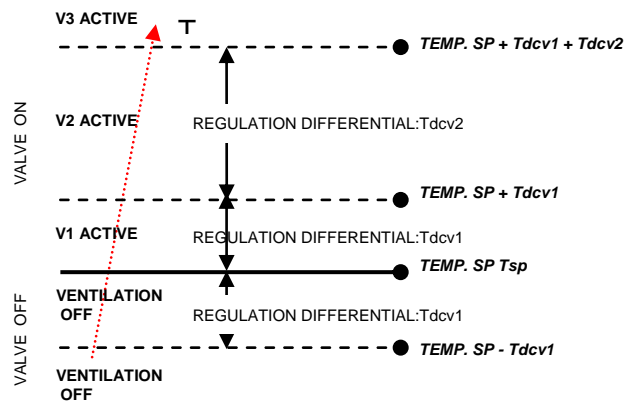 V3 ACTIVE
T
TEMP. SP + Tdcv1 + Tdcv2
VALVE ON
V2 ACTIVE
REGULATION DIFFERENTIAL:Tdcv2
TEMP. SP + Tdcv1
V1 ACTIVE
REGULATION DIFFERENTIAL:Tdcv1
TEMP. SP Tsp
VALVE OFF
VENTILATION
OFF
REGULATION DIFFERENTIAL:Tdcv1
TEMP. SP - Tdcv1
VENTILATION
OFF